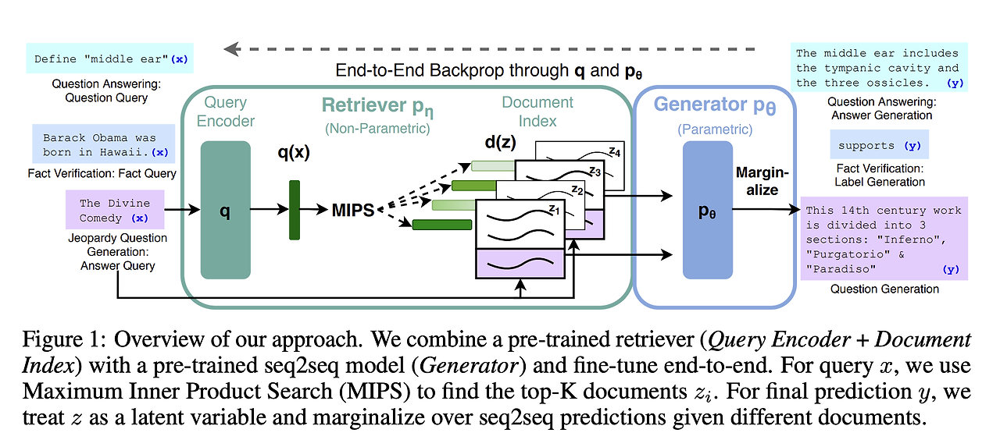 Define "middle ear" (x)
Question Answering:
Question Query
Barack Obama was
born in Hawaii. (x)
Fact Verification: Fact Query
The Divine
Comedy (x)
Jeopardy Question
Generation:
Answer Query
End-to-End Backprop through q and pθ
Query
Encoder
Retriever pη
(Non-Parametric)
Document
Index
q
q(x)
MIPS
d(z)
z4
z3
z2
z1
Generator pθ
(Parametric)
pθ
Margin-
alize
The middle ear includes
the tympanic cavity and
the three ossicles. (y)
Question Answering:
Answer Generation
supports (y)
Fact Verification:
Label Generation
This 14th century work
is divided into 3
sections: "Inferno",
"Purgatorio" &
"Paradiso" (y)
Question Generation
Figure 1: Overview of our approach. We combine a pre-trained retriever (Query Encoder + Document
Index) with a pre-trained seq2seq model (Generator) and fine-tune end-to-end. For query x, we use
Maximum Inner Product Search (MIPS) to find the top-K documents zi. For final prediction y, we
treat z as a latent variable and marginalize over seq2seq predictions given different documents.